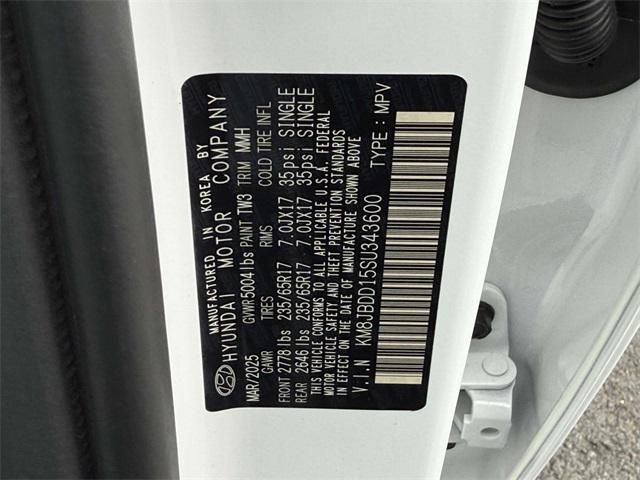 MANUFACTURED IN KOREA BY
HYUNDAI MOTOR COMPANY
MAR/2025 GVWR5004lbs PAINT TW3 TRIM MMH
GAWR TIRES RIMS COLD TIRE INFL
FRONT 2778lbs 235/65R17 7.0JX17 35psi SINGLE
REAR 2646lbs 235/65R17 7.0JX17 35psi SINGLE
THIS VEHICLE CONFORMS TO ALL APPLICABLE U.S.A. FEDERAL
MOTOR VEHICLE SAFETY AND THEFT PREVENTION STANDARDS
IN EFFECT ON THE DATE OF MANUFACTURE SHOWN ABOVE
V.I.N KM8JBDD15SU343600 TYPE : MPV